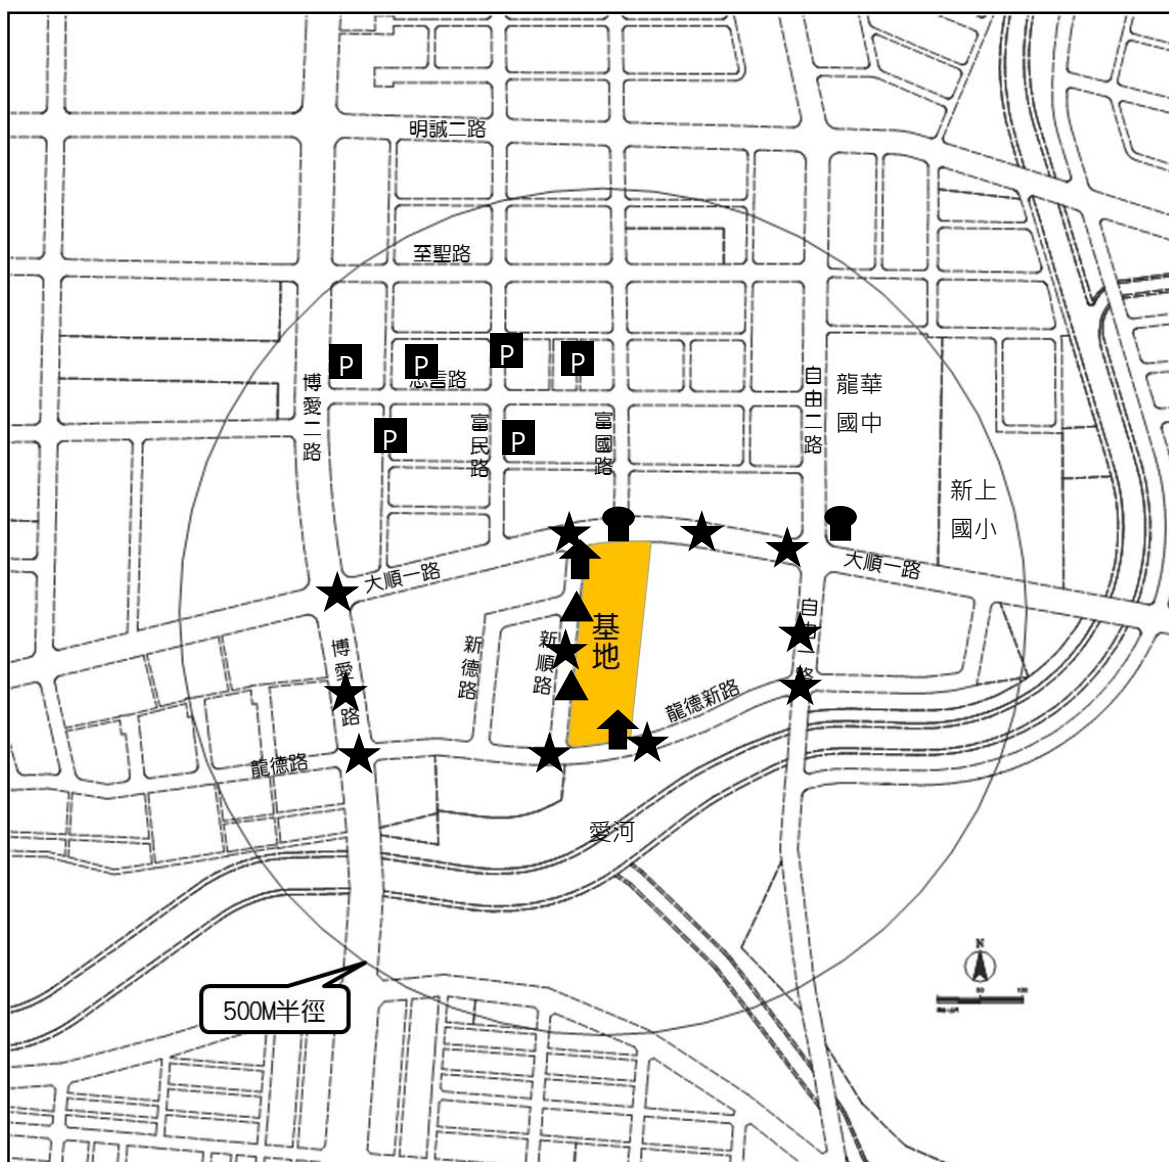 明誠二路
至聖路
P
P
P
P
路
博愛二路
P
富民路
P
富國路
自由二路
龍華
國中
新上
國小
大順一路
大順一路
基地
新德路
新順路
博愛
路
自由
路
龍德新路
龍德路
愛河
500M半徑
N